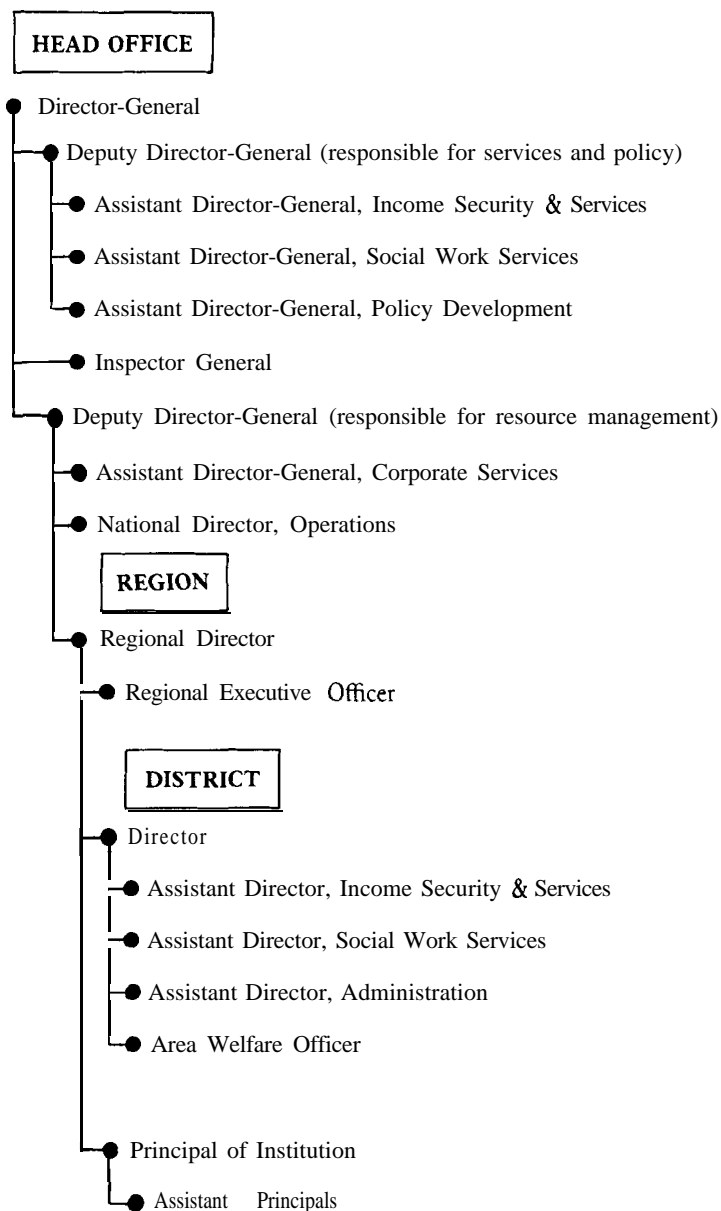 HEAD OFFICE
Director-General
Deputy Director-General (responsible for services and policy)
Assistant Director-General, Income Security & Services
Assistant Director-General, Social Work Services
Assistant Director-General, Policy Development
Inspector General
Deputy Director-General (responsible for resource management)
Assistant Director-General, Corporate Services
National Director, Operations
REGION
Regional Director
Regional Executive Officer
DISTRICT
Director
Assistant Director, Income Security & Services
Assistant Director, Social Work Services
Assistant Director, Administration
Area Welfare Officer
Principal of Institution
Assistant Principals